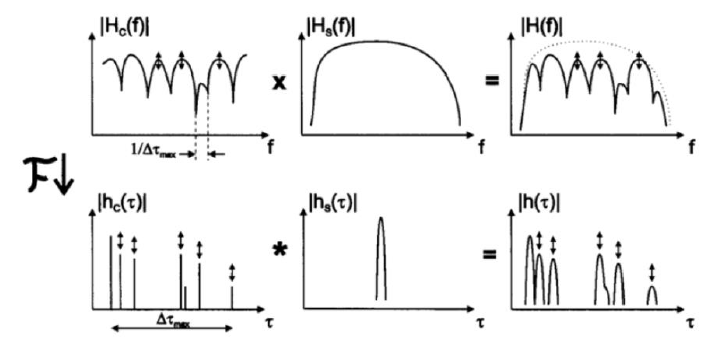 |H_c(f)| |H_s(f)| |H(f)|
x =
f f f
1/Δτ_max
ℱ↓
|h_c(τ)| |h_s(τ)| |h(τ)|
* =
τ τ τ
Δτ_max